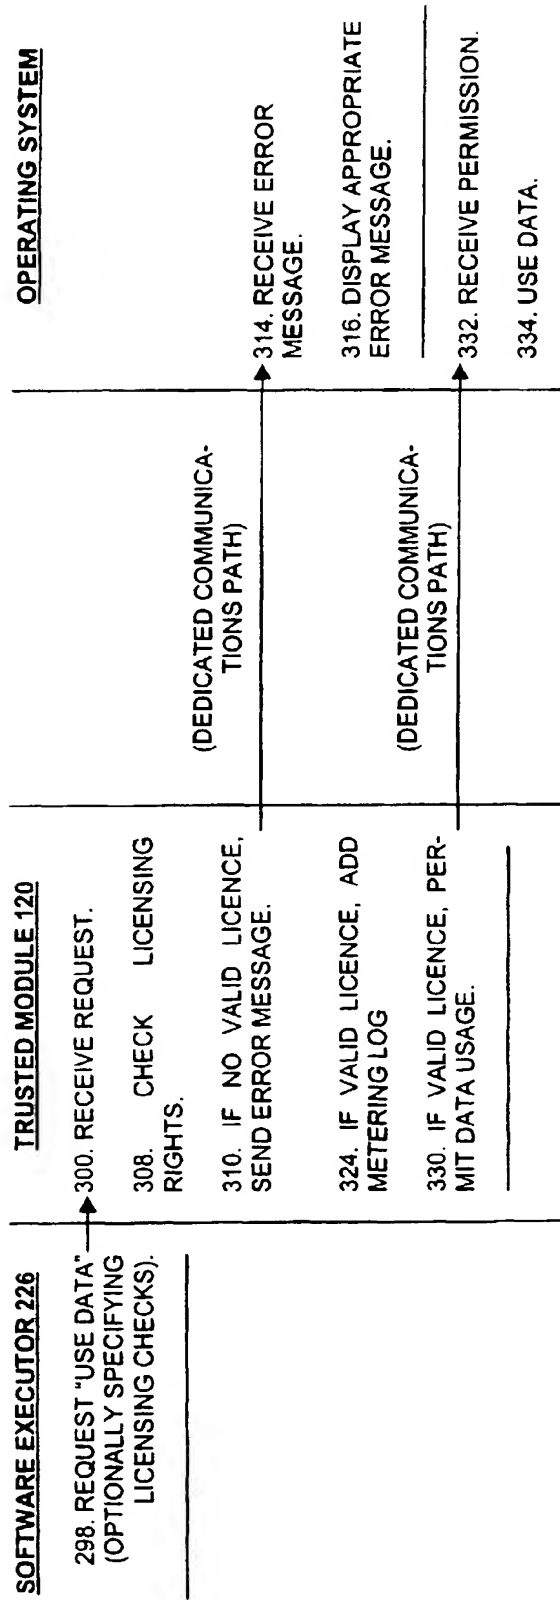 SOFTWARE EXECUTOR 226
298. REQUEST "USE DATA"
(OPTIONALLY SPECIFYING
LICENSING CHECKS).
TRUSTED MODULE 120
300. RECEIVE REQUEST.
308. CHECK LICENSING
RIGHTS.
310. IF NO VALID LICENCE,
SEND ERROR MESSAGE.
324. IF VALID LICENCE, ADD
METERING LOG
330. IF VALID LICENCE, PER-
MIT DATA USAGE.
(DEDICATED COMMUNICA-
TIONS PATH)
(DEDICATED COMMUNICA-
TIONS PATH)
OPERATING SYSTEM
314. RECEIVE ERROR
MESSAGE.
316. DISPLAY APPROPRIATE
ERROR MESSAGE.
332. RECEIVE PERMISSION.
334. USE DATA.